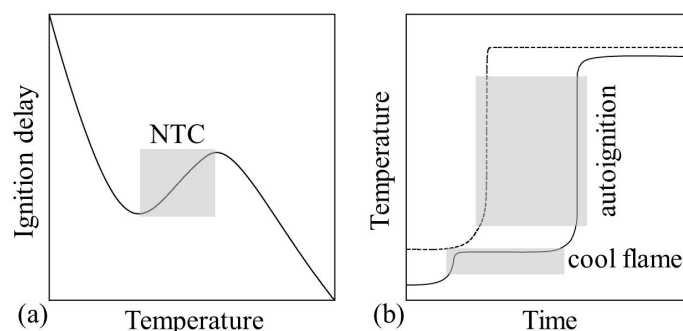 Ignition delay
NTC
(a)
Temperature
Temperature
autoignition
cool flame
(b)
Time